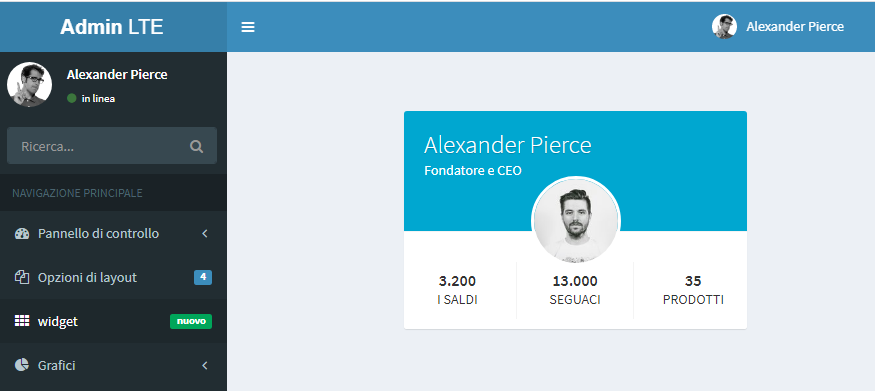 Admin LTE
Alexander Pierce
Alexander Pierce
in linea
Ricerca...
NAVIGAZIONE PRINCIPALE
Pannello di controllo
Opzioni di layout 4
widget nuovo
Grafici
Alexander Pierce
Fondatore e CEO
3.200 13.000 35
I SALDI SEGUACI PRODOTTI